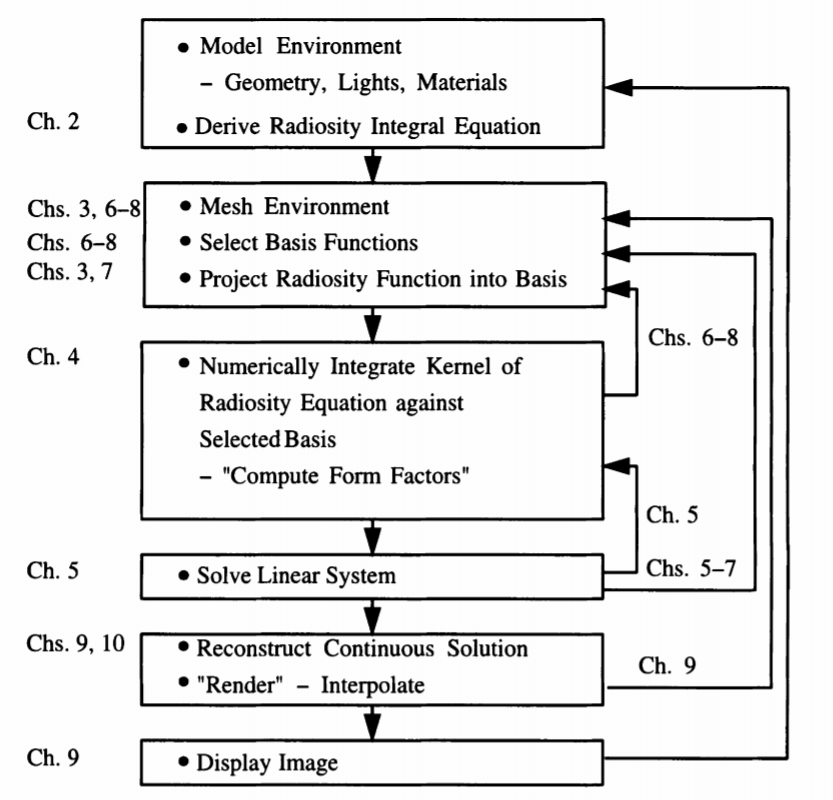 • Model Environment
– Geometry, Lights, Materials
Ch. 2
• Derive Radiosity Integral Equation
Chs. 3, 6–8
• Mesh Environment
Chs. 6–8
• Select Basis Functions
Chs. 3, 7
• Project Radiosity Function into Basis
Chs. 6–8
Ch. 4
• Numerically Integrate Kernel of
Radiosity Equation against
Selected Basis
– "Compute Form Factors"
Ch. 5
Ch. 5
• Solve Linear System
Chs. 5–7
Chs. 9, 10
• Reconstruct Continuous Solution
• "Render" – Interpolate
Ch. 9
Ch. 9
• Display Image